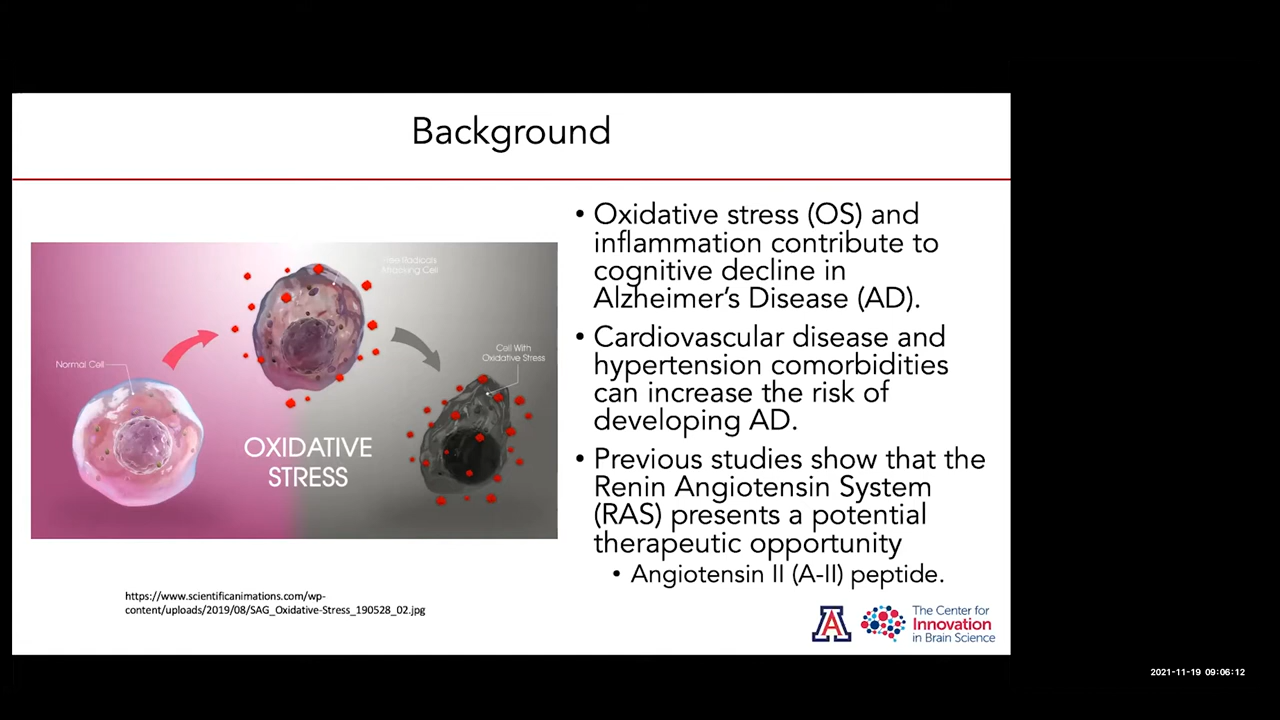 Background
• Oxidative stress (OS) and
inflammation contribute to
cognitive decline in
Alzheimer's Disease (AD).
• Cardiovascular disease and
hypertension comorbidities
can increase the risk of
developing AD.
• Previous studies show that the
Renin Angiotensin System
(RAS) presents a potential
therapeutic opportunity
• Angiotensin II (A-II) peptide.
Radicals
Cell
Normal Cell
Cell With
Oxidative Stress
OXIDATIVE
STRESS
https://www.scientificanimations.com/wp-
content/uploads/2019/08/SAG_Oxidative-Stress_190528_02.jpg
A
The Center for
Innovation
in Brain Science
2021-11-19 09:06:12